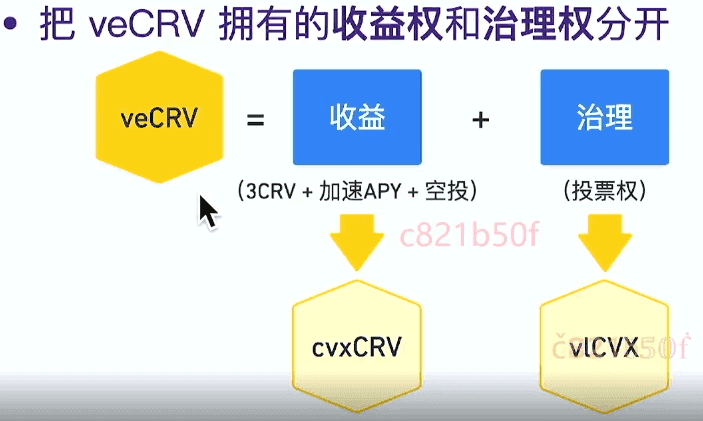 • 把 veCRV 拥有的收益权和治理权分开
veCRV = 收益 + 治理
(3CRV + 加速APY + 空投) (投票权)
c821b50f
cvxCRV vlCVX
c821b50f